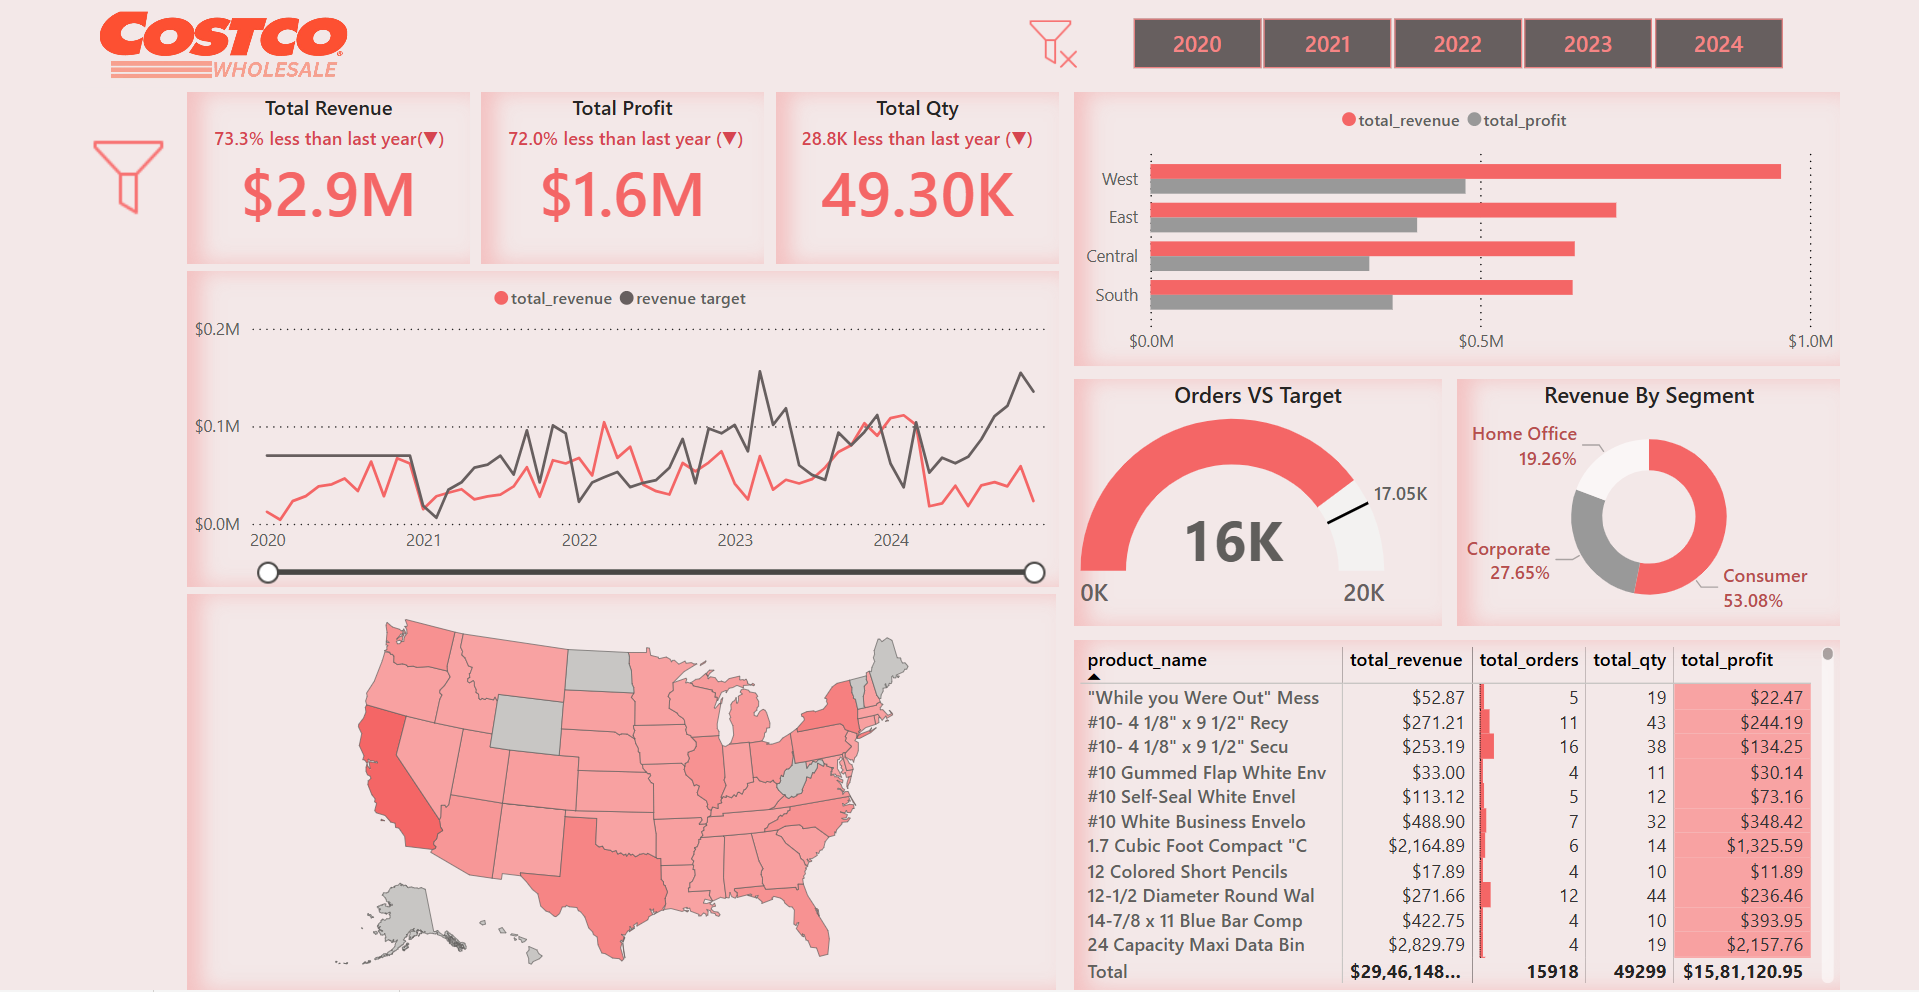 COSTCO
WHOLESALE
2020 2021 2022 2023 2024
Total Revenue
73.3% less than last year(▼)
$2.9M
Total Profit
72.0% less than last year (▼)
$1.6M
Total Qty
28.8K less than last year (▼)
49.30K
total_revenue total_profit
West
East
Central
South
$0.0M $0.5M $1.0M
total_revenue revenue target
$0.2M
$0.1M
$0.0M
2020 2021 2022 2023 2024
Orders VS Target
17.05K
16K
0K 20K
Revenue By Segment
Home Office
19.26%
Corporate
27.65%
Consumer
53.08%
product_name total_revenue total_orders total_qty total_profit
"While you Were Out" Mess $52.87 5 19 $22.47
#10- 4 1/8" x 9 1/2" Recy $271.21 11 43 $244.19
#10- 4 1/8" x 9 1/2" Secu $253.19 16 38 $134.25
#10 Gummed Flap White Env $33.00 4 11 $30.14
#10 Self-Seal White Envel $113.12 5 12 $73.16
#10 White Business Envelo $488.90 7 32 $348.42
1.7 Cubic Foot Compact "C $2,164.89 6 14 $1,325.59
12 Colored Short Pencils $17.89 4 10 $11.89
12-1/2 Diameter Round Wal $271.66 12 44 $236.46
14-7/8 x 11 Blue Bar Comp $422.75 4 10 $393.95
24 Capacity Maxi Data Bin $2,829.79 4 19 $2,157.76
Total $29,46,148... 15918 49299 $15,81,120.95